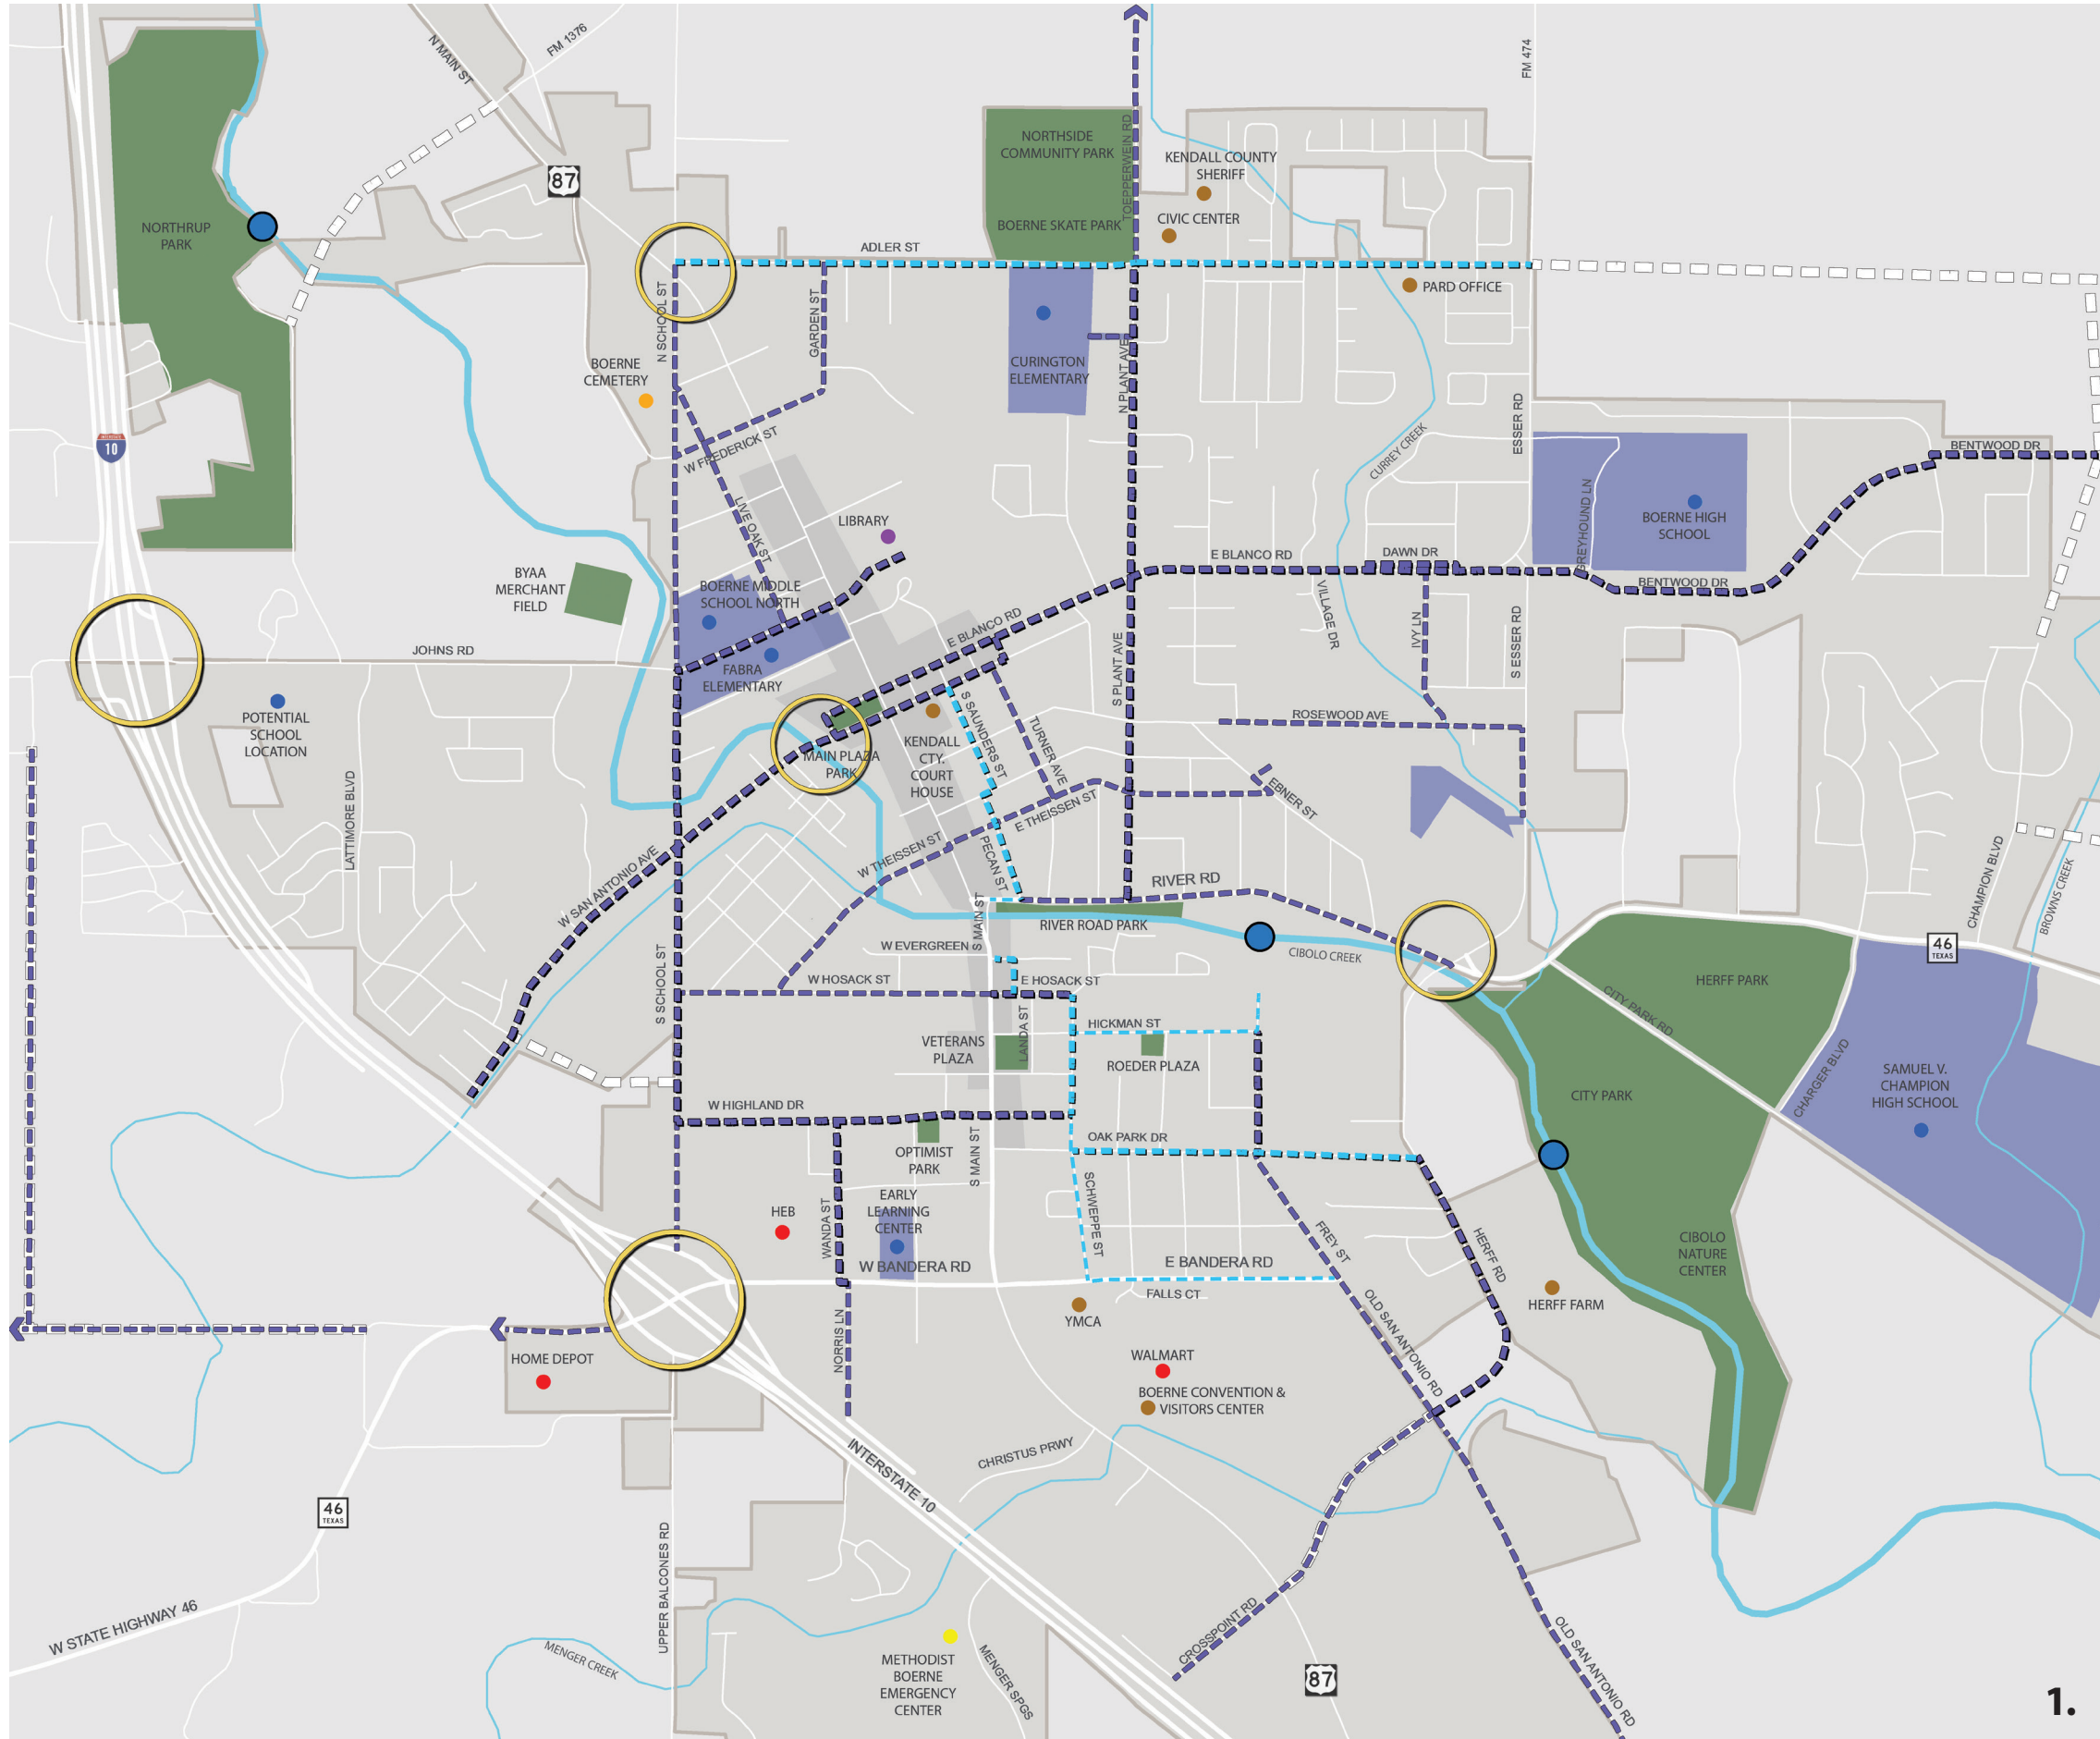 N MAIN ST
FM 1376
FM 474
87
NORTHSIDE
COMMUNITY PARK
BOERNE SKATE PARK
TOEPPERWEIN RD
KENDALL COUNTY
SHERIFF
CIVIC CENTER
NORTHRUP
PARK
ADLER ST
PARD OFFICE
N SCHOOL ST
GARDEN ST
BOERNE
CEMETERY
CURINGTON
ELEMENTARY
N PLANT AVE
ESSER RD
CURREY CREEK
INTERSTATE
10
W FREDERICK ST
LIVE OAK ST
LIBRARY
BENTWOOD DR
GREYHOUND LN
BOERNE HIGH
SCHOOL
BENTWOOD DR
E BLANCO RD
DAWN DR
BYAA
MERCHANT
FIELD
BOERNE MIDDLE
SCHOOL NORTH
VILLAGE DR
IVY LN
S ESSER RD
E BLANCO RD
JOHNS RD
FABRA
ELEMENTARY
S PLANT AVE
POTENTIAL
SCHOOL
LOCATION
ROSEWOOD AVE
MAIN PLAZA
PARK
KENDALL
CTY.
COURT
HOUSE
S SAUNDERS ST
TURNER AVE
LATTIMORE BLVD
E THEISSEN ST
EBNER ST
W THEISSEN ST
PECAN ST
W SAN ANTONIO AVE
RIVER RD
S MAIN ST
RIVER ROAD PARK
CHAMPION BLVD
BROWNS CREEK
W EVERGREEN
CIBOLO CREEK
46
TEXAS
W HOSACK ST
E HOSACK ST
HERFF PARK
CITY PARK RD
S SCHOOL ST
VETERANS
PLAZA
LANDA ST
HICKMAN ST
ROEDER PLAZA
CHARGER BLVD
SAMUEL V.
CHAMPION
HIGH SCHOOL
CITY PARK
W HIGHLAND DR
OPTIMIST
PARK
S MAIN ST
OAK PARK DR
EARLY
LEARNING
CENTER
HEB
WANDA ST
SCHWEPPE ST
FREY ST
HERFF RD
CIBOLO
NATURE
CENTER
W BANDERA RD
E BANDERA RD
FALLS CT
HERFF FARM
YMCA
NORRIS LN
OLD SAN ANTONIO RD
HOME DEPOT
WALMART
BOERNE CONVENTION &
VISITORS CENTER
CHRISTUS PRWY
INTERSTATE 10
46
TEXAS
UPPER BALCONES RD
W STATE HIGHWAY 46
MENGER CREEK
METHODIST
BOERNE
EMERGENCY
CENTER
MENGER SPGS
CROSSPOINT RD
87
OLD SAN ANTONIO RD
1.